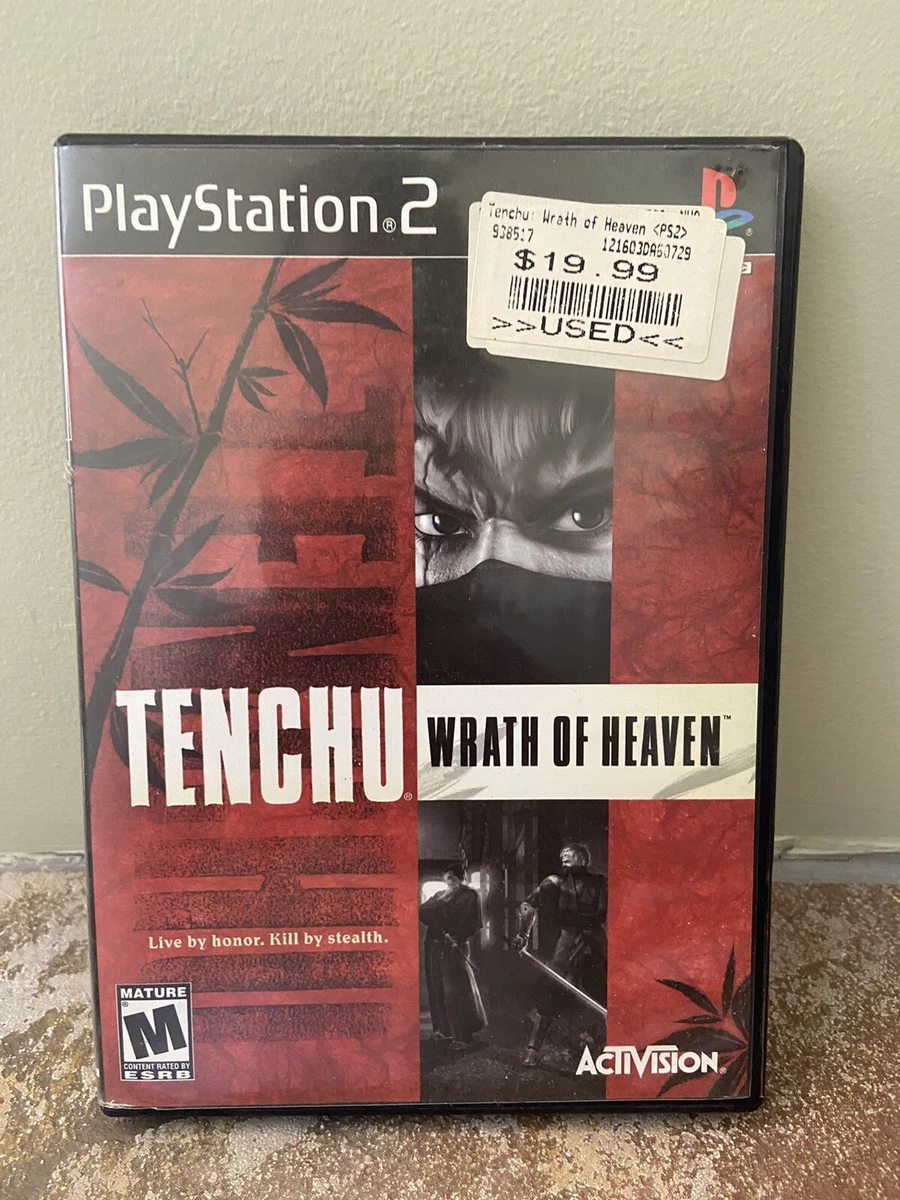 PlayStation®2
Tenchu: Wrath of Heaven <PS2>
938517 121603DA60729
$19.99
>>USED<<
TENCHU®
WRATH OF HEAVEN™
Live by honor. Kill by stealth.
MATURE
M
CONTENT RATED BY
ESRB
ACTIVISION®